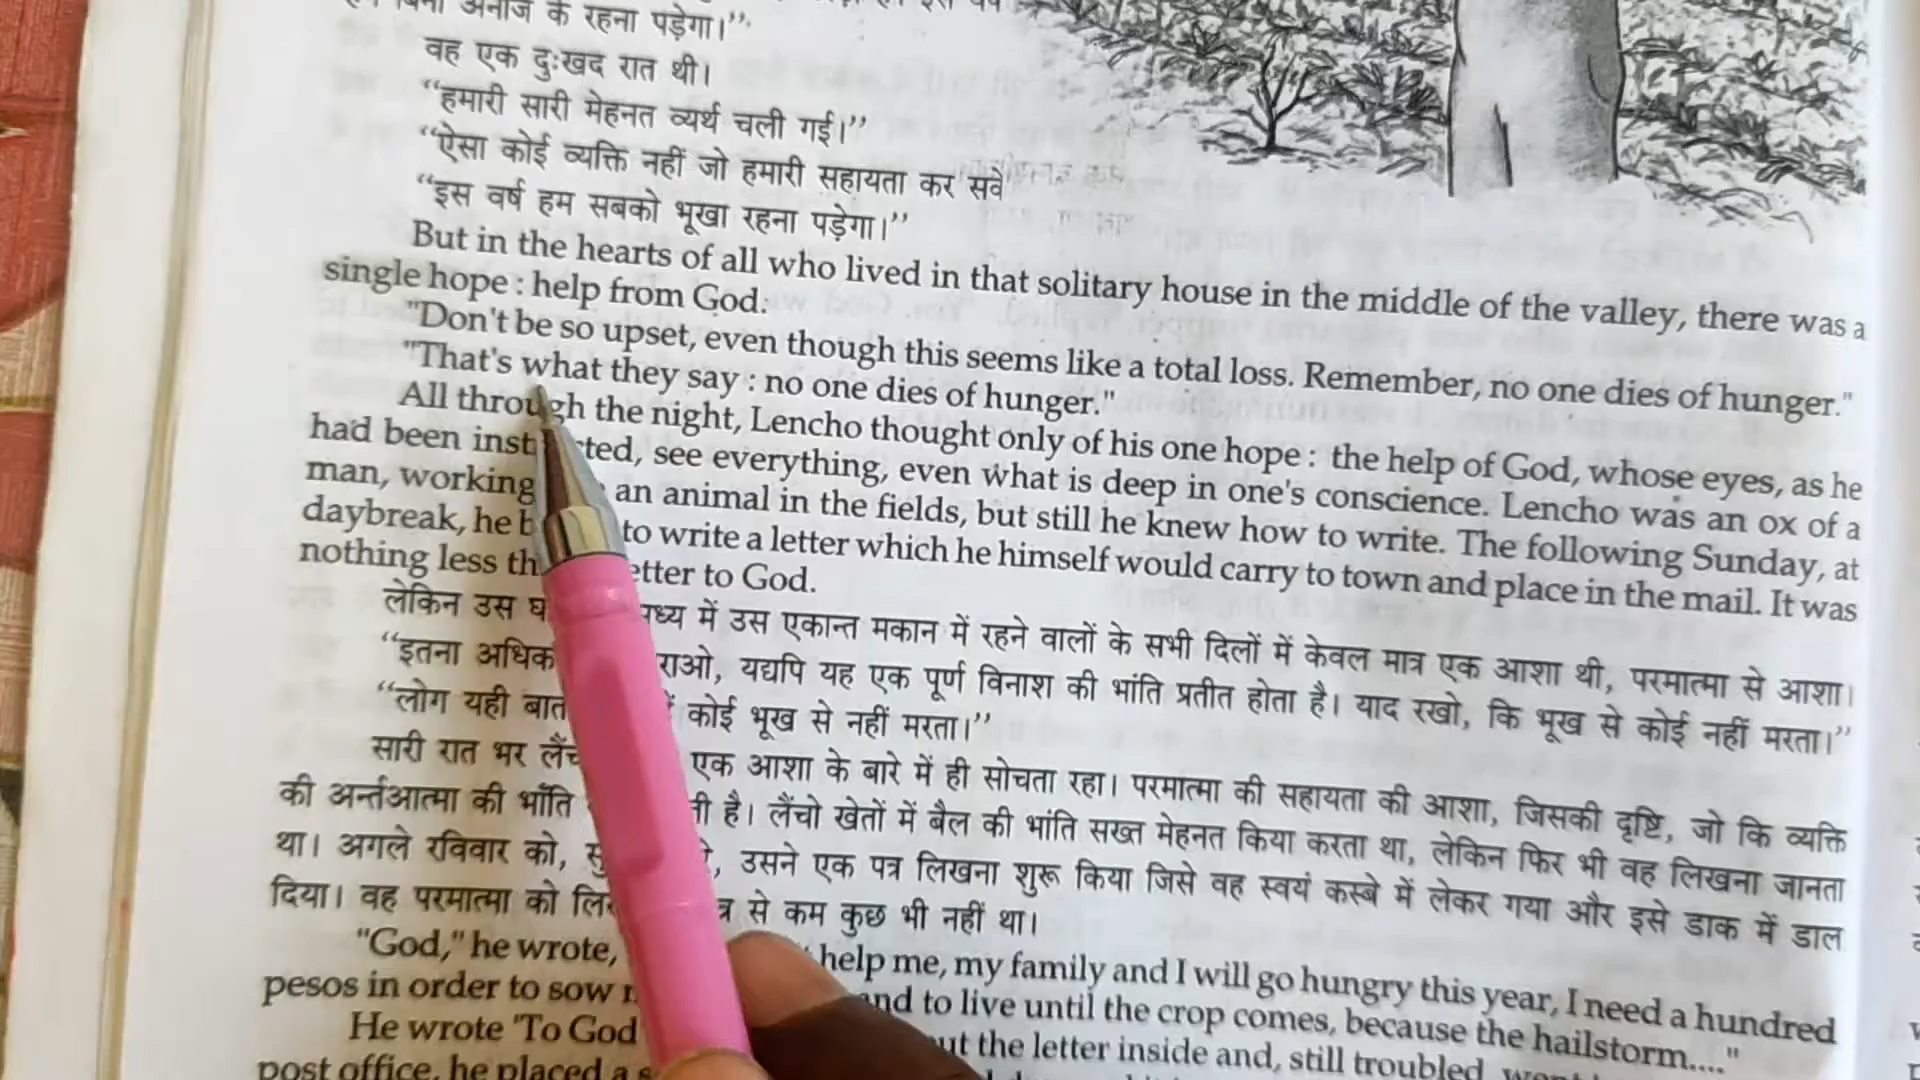 बिना अनाज के रहना पड़ेगा।''
वह एक दुःखद रात थी।
“हमारी सारी मेहनत व्यर्थ चली गई।”
“ऐसा कोई व्यक्ति नहीं जो हमारी सहायता कर
“इस वर्ष हम सबको भूखा रहना पड़ेगा।”
But in the hearts of all who lived in that solitary house in the middle of the valley, there was a
single hope : help from God:
"Don't be so upset, even though this seems like a total loss. Remember, no one dies of hunger."
"That's what they say : no one dies of hunger."
All through the night, Lencho thought only of his one hope : the help of God, whose eyes, as he
had been see everything, even what is deep in one's conscience. Lencho was an ox of a
man, working an animal in the fields, but still he knew how to write. The following Sunday, at
daybreak, he to write a letter which he himself would carry to town and place in the mail. It was
nothing less letter to God.
लेकिन उस मध्य में उस एकान्त मकान में रहने वालों के सभी दिलों में केवल मात्र एक आशा थी, परमात्मा से आशा।
“इतना अधिक यद्यपि यह एक पूर्ण विनाश की भांति प्रतीत होता है। याद रखो, कि भूख से कोई नहीं मरता।”
“लोग यही बात कोई भूख से नहीं मरता।”
सारी रात भर एक आशा के बारे में ही सोचता रहा। परमात्मा की सहायता की आशा, जिसकी दृष्टि, जो कि व्यक्ति
की अर्न्तआत्मा की भाँति है। लैंचो खेतों में बैल की भांति सख्त मेहनत किया करता था, लेकिन फिर भी वह लिखना जानता
था। अगले रविवार को, उसने एक पत्र लिखना शुरू किया जिसे वह स्वयं कस्बे में लेकर गया और इसे डाक में डाल
दिया। वह परमात्मा को से कम कुछ भी नहीं था।
"God," he wrote, help me, my family and I will go hungry this year, I need a hundred
pesos in order to sow and to live until the crop comes, because the hailstorm...."
He wrote 'To God the letter inside and, still troubled,
post office, he placed a